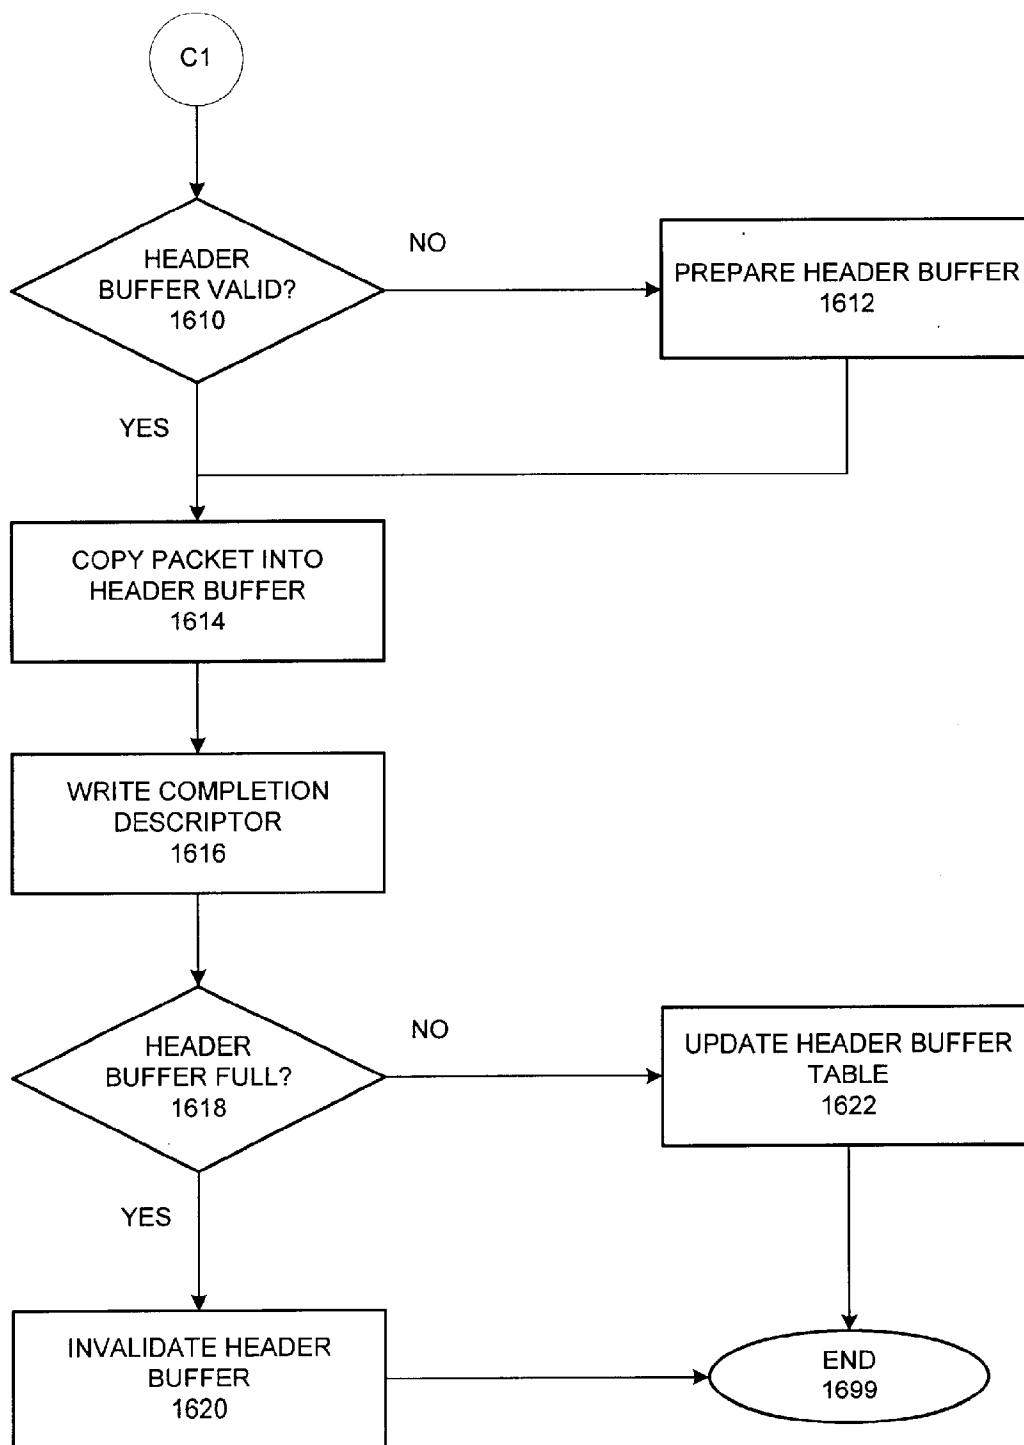 C1
HEADER
BUFFER VALID?
1610
NO
PREPARE HEADER BUFFER
1612
YES
COPY PACKET INTO
HEADER BUFFER
1614
WRITE COMPLETION
DESCRIPTOR
1616
HEADER
BUFFER FULL?
1618
NO
UPDATE HEADER BUFFER
TABLE
1622
YES
INVALIDATE HEADER
BUFFER
1620
END
1699